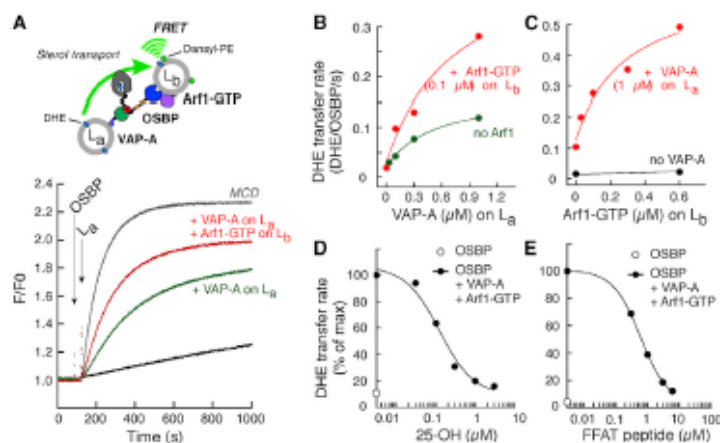 A
FRET
Sterol transport
Dansyl-PE
Lb
Arf1-GTP
OSBP
DHE
La
VAP-A
F/F0
2.4
2.2
2.0
1.8
1.6
1.4
1.2
1.0
OSBP
La
MCD
+ VAP-A on La
+ Arf1-GTP on Lb
+ VAP-A on La
0 200 400 600 800 1000
Time (s)
B
DHE transfer rate
(DHE/OSBP/s)
0.3
0.2
0.1
0
+ Arf1-GTP
(0.1 µM) on Lb
no Arf1
0 0.3 0.6 0.9 1.2
VAP-A (µM) on La
C
0.5
0.4
0.3
0.2
0.1
0
+ VAP-A
(1 µM) on La
no VAP-A
0 0.2 0.4 0.6
Arf1-GTP (µM) on Lb
D
DHE transfer rate
(% of max)
100
80
60
40
20
0
OSBP
OSBP
+ VAP-A
+ Arf1-GTP
0.01 0.1 1 10
25-OH (µM)
E
100
80
60
40
20
0
OSBP
OSBP
+ VAP-A
+ Arf1-GTP
0.01 0.1 1 10
FFAT peptide (µM)